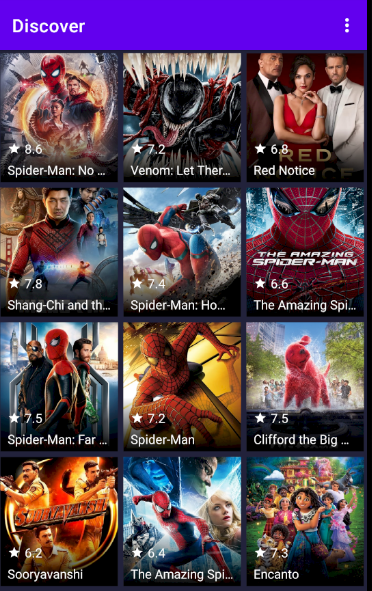 Discover
8.6
Spider-Man: No ...
7.2
Venom: Let Ther...
RED
6.8
Red Notice
7.8
Shang-Chi and th...
7.4
Spider-Man: Ho...
THE AMAZING
SPIDER-MAN
6.6
The Amazing Spi...
7.5
Spider-Man: Far ...
7.2
Spider-Man
7.5
Clifford the Big ...
SOORYAVANSHI
6.2
Sooryavanshi
6.4
The Amazing Spi...
7.3
Encanto